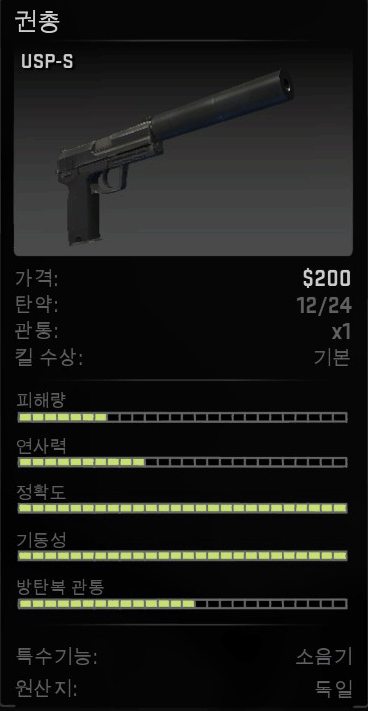 권총
USP-S
가격: $200
탄약: 12/24
관통: x1
킬 수상: 기본
피해량
연사력
정확도
기동성
방탄복 관통
특수기능: 소음기
원산지: 독일